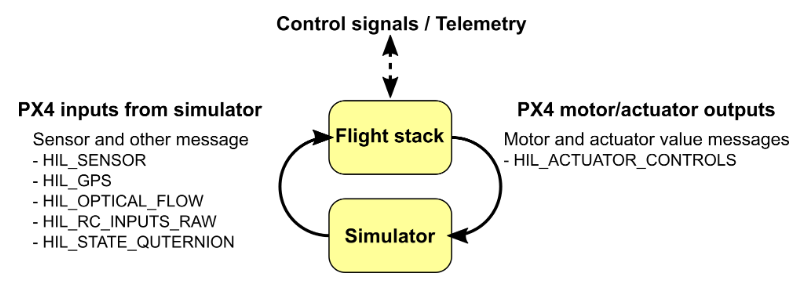 Control signals / Telemetry
PX4 inputs from simulator
Sensor and other message
- HIL_SENSOR
- HIL_GPS
- HIL_OPTICAL_FLOW
- HIL_RC_INPUTS_RAW
- HIL_STATE_QUTERNION
Flight stack
Simulator
PX4 motor/actuator outputs
Motor and actuator value messages
- HIL_ACTUATOR_CONTROLS